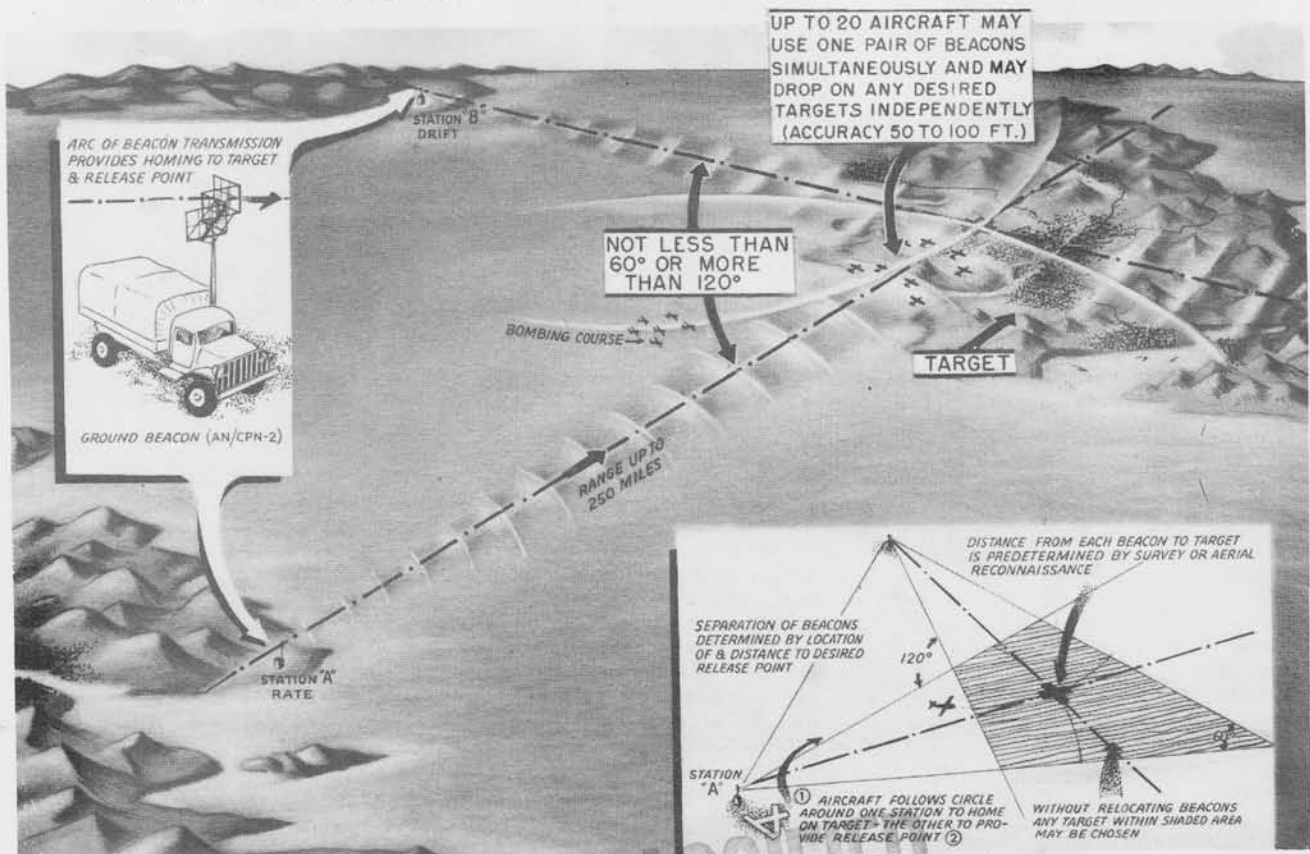 UP TO 20 AIRCRAFT MAY
USE ONE PAIR OF BEACONS
SIMULTANEOUSLY AND MAY
DROP ON ANY DESIRED
TARGETS INDEPENDENTLY
(ACCURACY 50 TO 100 FT.)
STATION "B"
DRIFT
ARC OF BEACON TRANSMISSION
PROVIDES HOMING TO TARGET
& RELEASE POINT
GROUND BEACON (AN/CPN-2)
NOT LESS THAN
60° OR MORE
THAN 120°
BOMBING COURSE
TARGET
RANGE UP TO
250 MILES
STATION "A"
RATE
DISTANCE FROM EACH BEACON TO TARGET
IS PREDETERMINED BY SURVEY OR AERIAL
RECONNAISSANCE
SEPARATION OF BEACONS
DETERMINED BY LOCATION
OF & DISTANCE TO DESIRED
RELEASE POINT
120°
60°
STATION
"A"
① AIRCRAFT FOLLOWS CIRCLE
AROUND ONE STATION TO HOME
ON TARGET - THE OTHER TO PRO-
VIDE RELEASE POINT ②
WITHOUT RELOCATING BEACONS
ANY TARGET WITHIN SHADED AREA
MAY BE CHOSEN